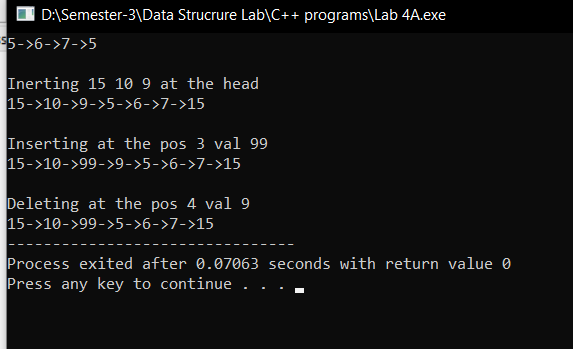 D:\Semester-3\Data Strucrure Lab\C++ programs\Lab 4A.exe
5->6->7->5
Inerting 15 10 9 at the head
15->10->9->5->6->7->15
Inserting at the pos 3 val 99
15->10->99->9->5->6->7->15
Deleting at the pos 4 val 9
15->10->99->5->6->7->15
--------------------------------
Process exited after 0.07063 seconds with return value 0
Press any key to continue . . .